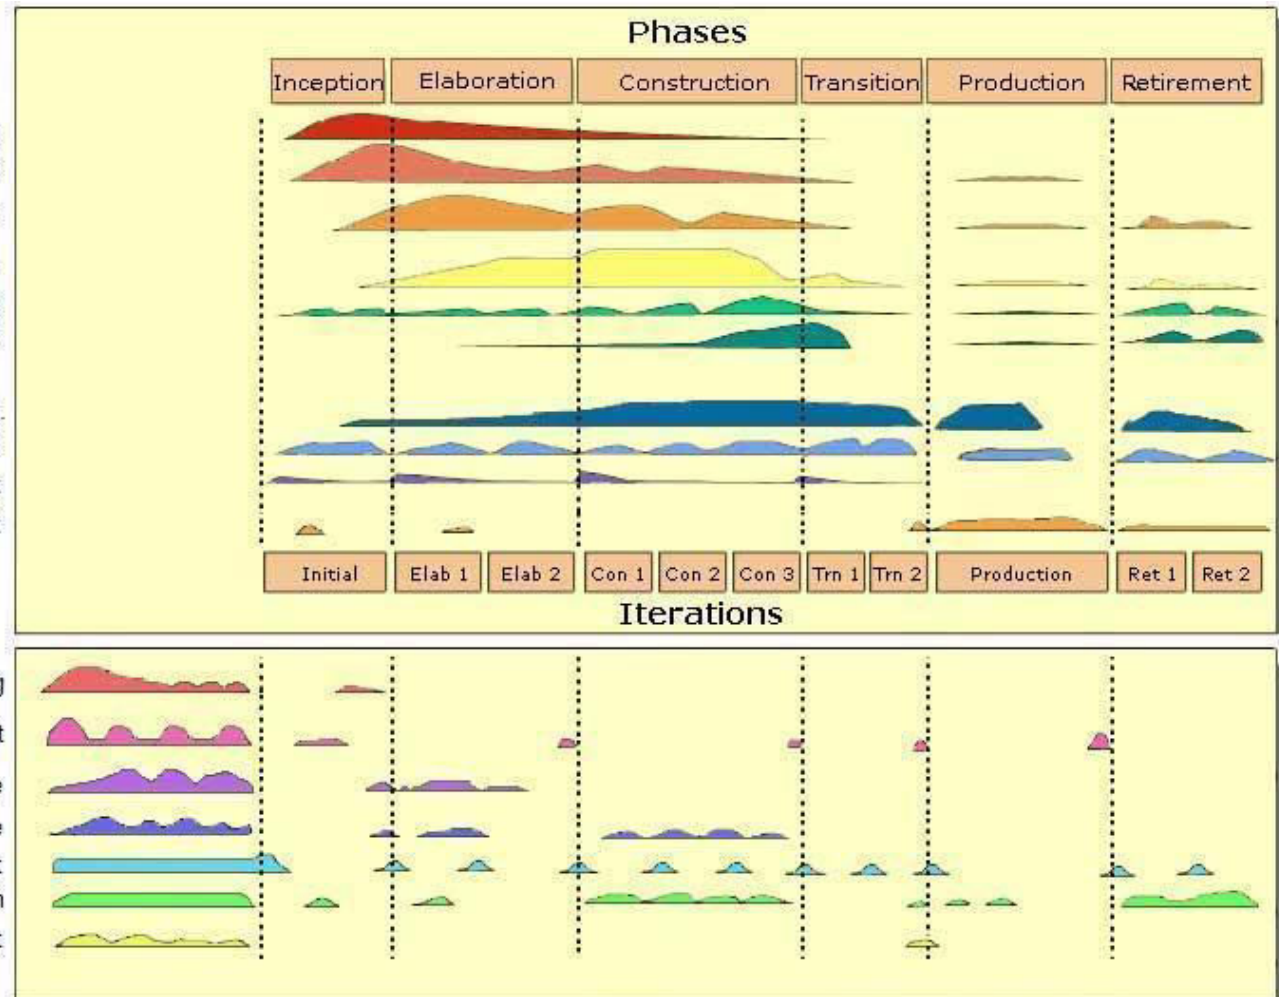 Phases
Inception Elaboration Construction Transition Production Retirement
Initial Elab 1 Elab 2 Con 1 Con 2 Con 3 Trn 1 Trn 2 Production Ret 1 Ret 2
Iterations